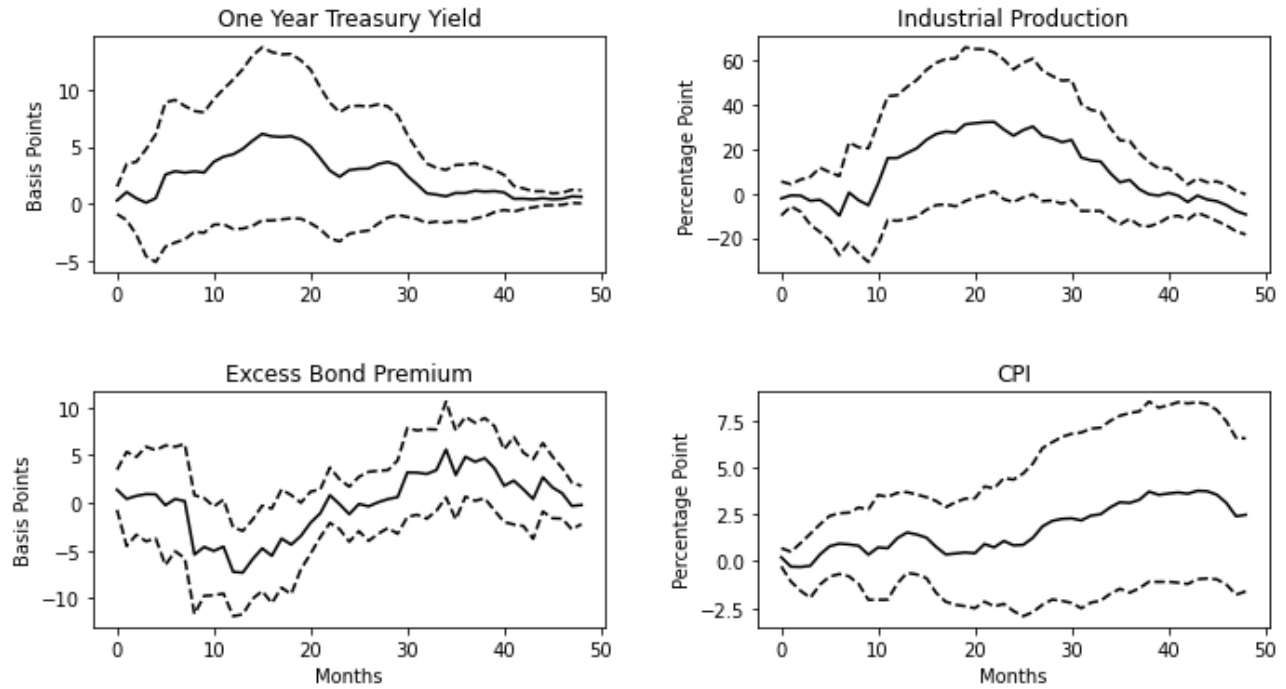 One Year Treasury Yield
Basis Points
10
5
0
−5
0 10 20 30 40 50
Industrial Production
Percentage Point
60
40
20
0
−20
0 10 20 30 40 50
Excess Bond Premium
Basis Points
10
5
0
−5
−10
0 10 20 30 40 50
Months
CPI
Percentage Point
7.5
5.0
2.5
0.0
−2.5
0 10 20 30 40 50
Months